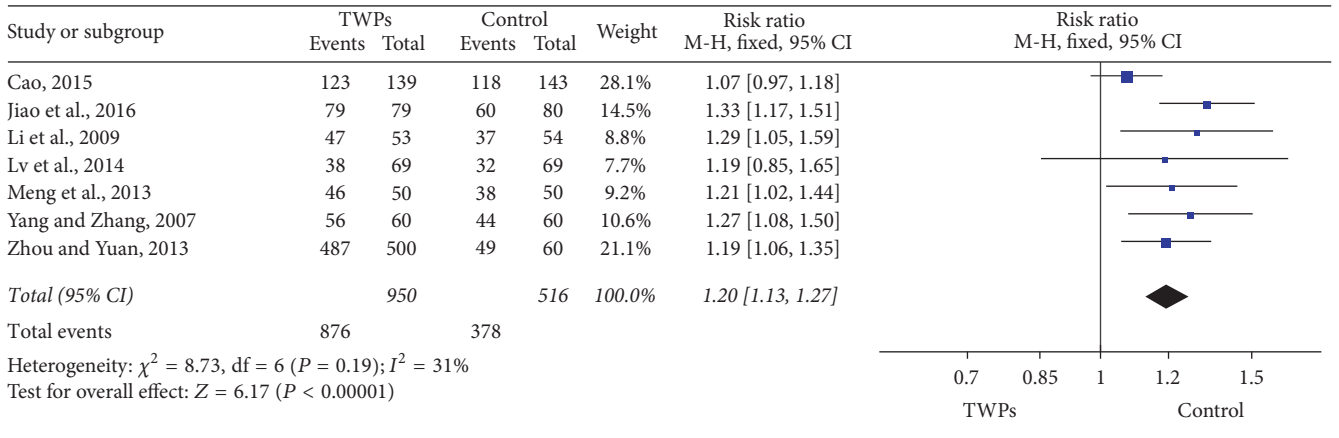 Study or subgroup TWPs Control Weight Risk ratio Risk ratio
Events Total Events Total M-H, fixed, 95% CI M-H, fixed, 95% CI
Cao, 2015 123 139 118 143 28.1% 1.07 [0.97, 1.18]
Jiao et al., 2016 79 79 60 80 14.5% 1.33 [1.17, 1.51]
Li et al., 2009 47 53 37 54 8.8% 1.29 [1.05, 1.59]
Lv et al., 2014 38 69 32 69 7.7% 1.19 [0.85, 1.65]
Meng et al., 2013 46 50 38 50 9.2% 1.21 [1.02, 1.44]
Yang and Zhang, 2007 56 60 44 60 10.6% 1.27 [1.08, 1.50]
Zhou and Yuan, 2013 487 500 49 60 21.1% 1.19 [1.06, 1.35]
Total (95% CI) 950 516 100.0% 1.20 [1.13, 1.27]
Total events 876 378
Heterogeneity: χ² = 8.73, df = 6 (P = 0.19); I² = 31%
Test for overall effect: Z = 6.17 (P < 0.00001)
0.7 0.85 1 1.2 1.5
TWPs Control